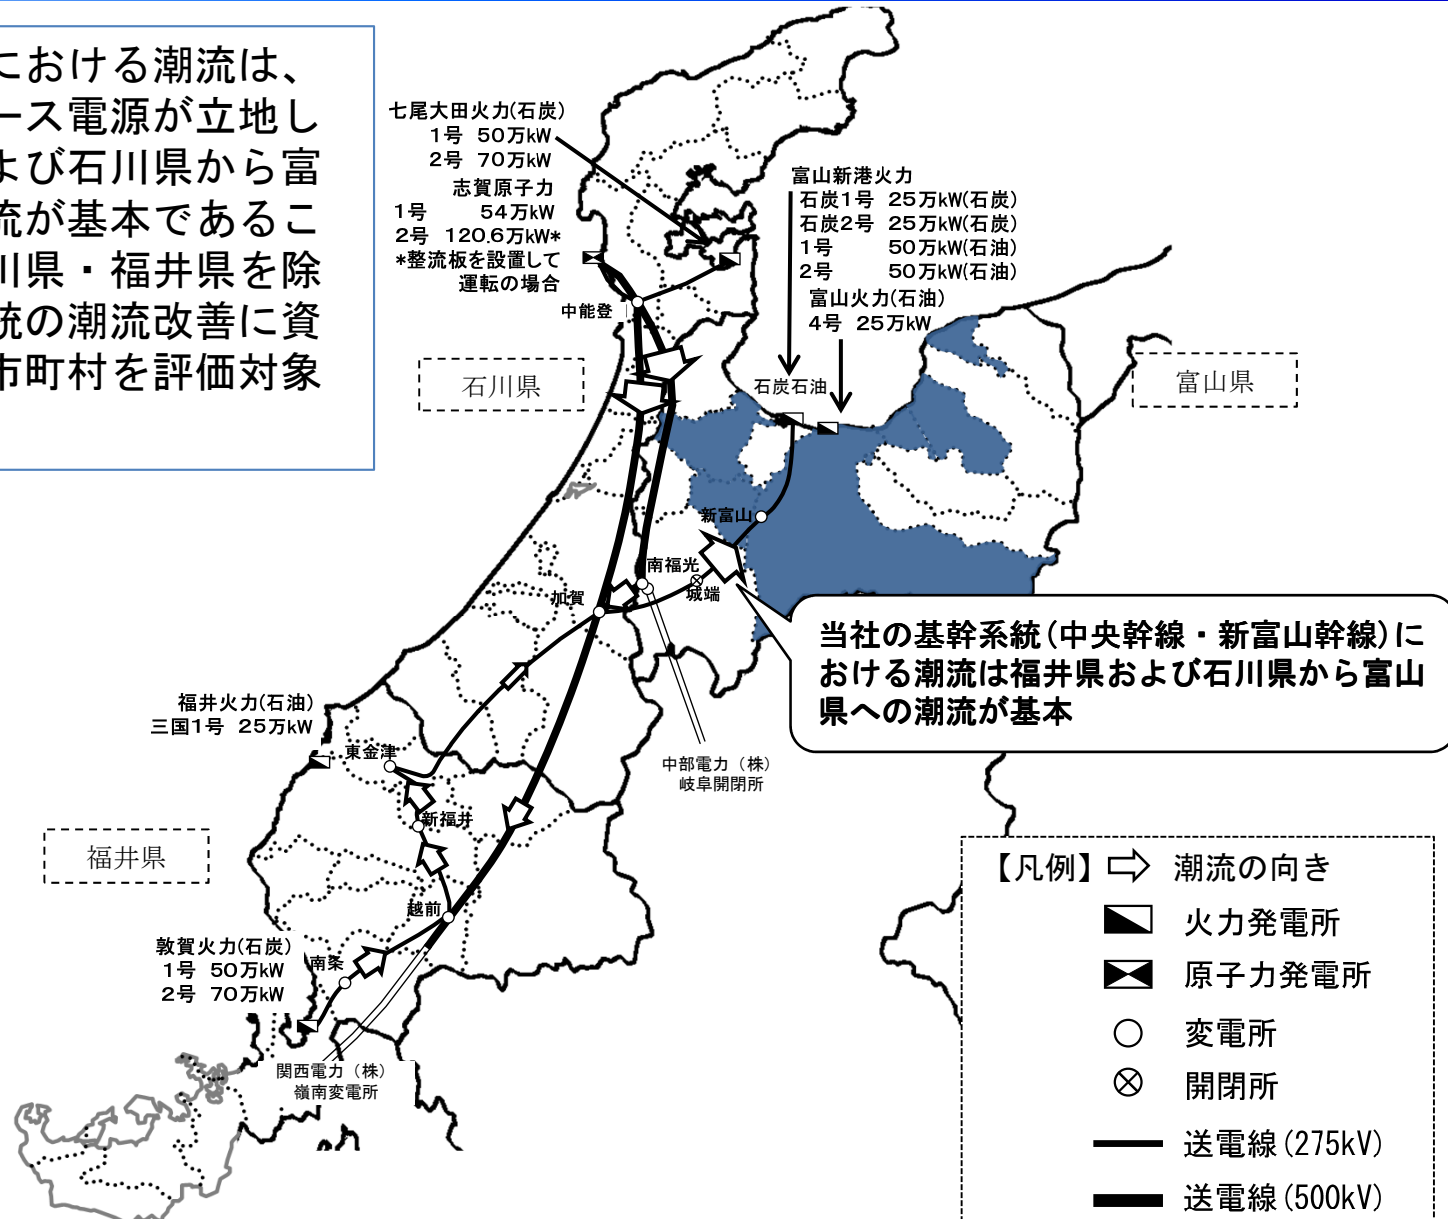 における潮流は、
ース電源が立地し
よび石川県から富
流が基本であるこ
川県・福井県を除
統の潮流改善に資
市町村を評価対象
七尾大田火力(石炭)
1号 50万kW
2号 70万kW
志賀原子力
1号 54万kW
2号 120.6万kW*
*整流板を設置して
運転の場合
中能登
富山新港火力
石炭1号 25万kW(石炭)
石炭2号 25万kW(石炭)
1号 50万kW(石油)
2号 50万kW(石油)
富山火力(石油)
4号 25万kW
石川県
石炭石油
富山県
新富山
南福光
城端
加賀
当社の基幹系統(中央幹線・新富山幹線)に
おける潮流は福井県および石川県から富山
県への潮流が基本
福井火力(石油)
三国1号 25万kW
東金津
中部電力（株）
岐阜開閉所
新福井
福井県
越前
敦賀火力(石炭)
1号 50万kW
2号 70万kW
南条
関西電力（株）
嶺南変電所
【凡例】 潮流の向き
火力発電所
原子力発電所
変電所
開閉所
送電線(275kV)
送電線(500kV)